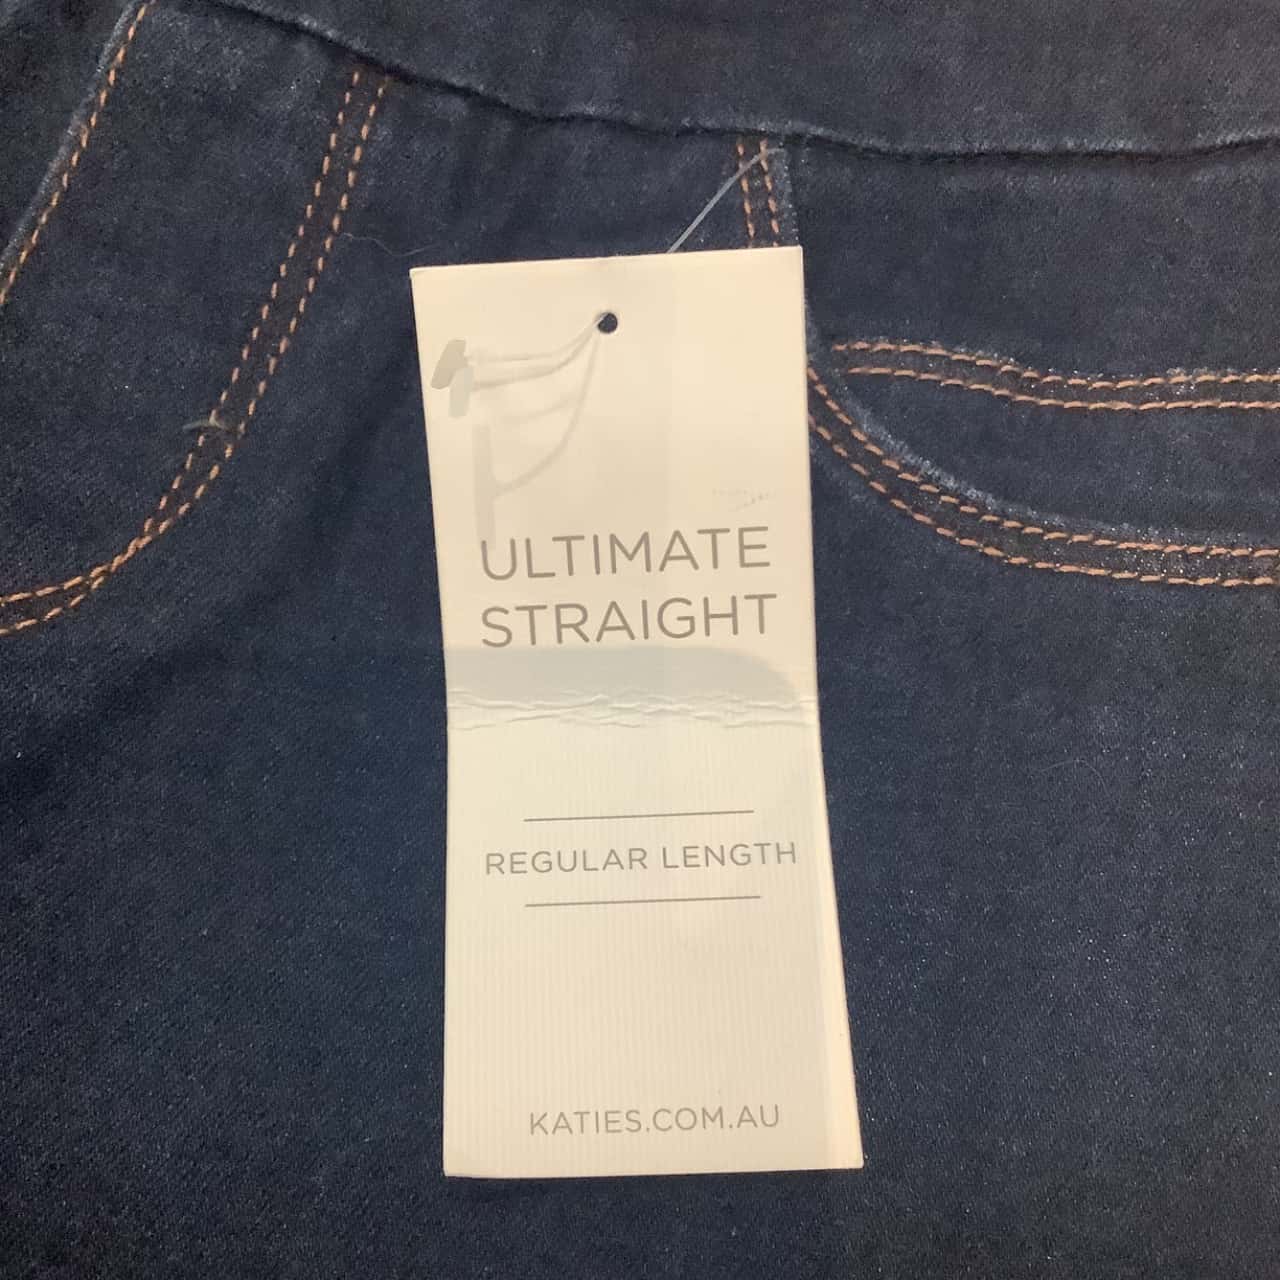 ULTIMATE
STRAIGHT
REGULAR LENGTH
KATIES.COM.AU